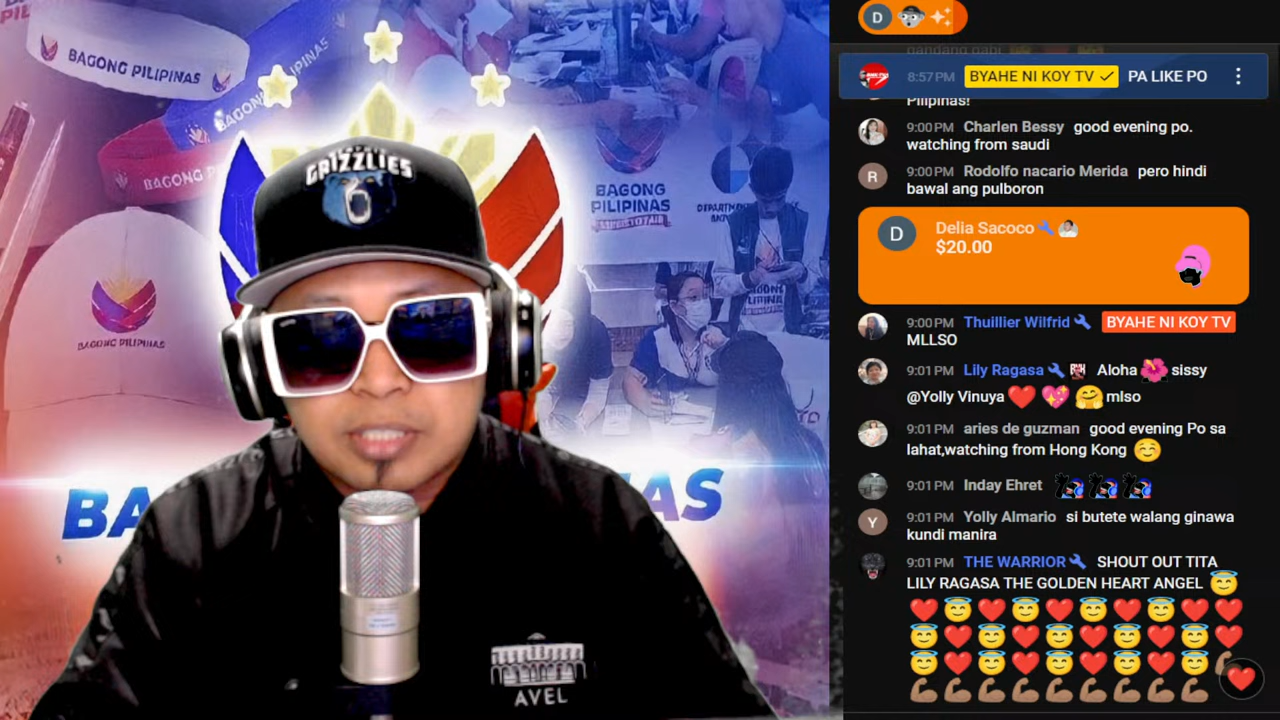 BAGONG PILIPINAS
BAGONG
BAGONG P
BAGONG PILIPINAS
GRIZZLIES
BAGONG
PILIPINAS
BA
AS
AVEL
D
8:57 PM BYAHE NI KOY TV PA LIKE PO
Pilipinas!
9:00 PM Charlen Bessy good evening po.
watching from saudi
R
9:00 PM Rodolfo nacario Merida pero hindi
bawal ang pulboron
D
Delia Sacoco
$20.00
9:00 PM Thuillier Wilfrid BYAHE NI KOY TV
MLLSO
9:01 PM Lily Ragasa Aloha 🌺 sissy
@Yolly Vinuya ❤️ 💖 🤗 mlso
9:01 PM aries de guzman good evening Po sa
lahat,watching from Hong Kong ☺️
9:01 PM Inday Ehret
Y
9:01 PM Yolly Almario si butete walang ginawa
kundi manira
9:01 PM THE WARRIOR SHOUT OUT TITA
LILY RAGASA THE GOLDEN HEART ANGEL 😇
❤️😇❤️😇❤️😇❤️😇❤️❤️
😇❤️😇❤️😇❤️😇❤️😇❤️
😇❤️😇❤️😇❤️😇❤️😇💪🏽
💪🏽💪🏽💪🏽💪🏽💪🏽💪🏽💪🏽💪🏽💪🏽